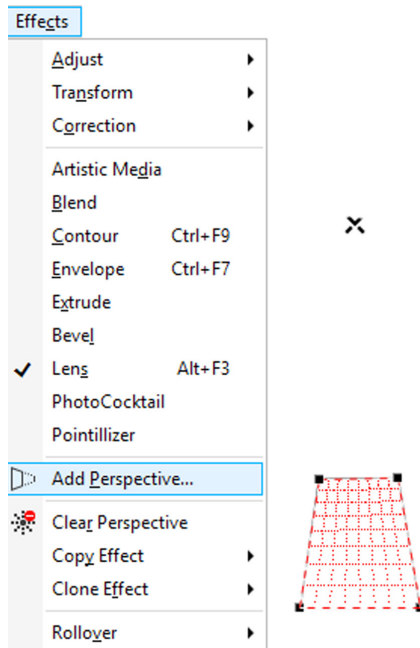 Effects
Adjust
Transform
Correction
Artistic Media
Blend
Contour Ctrl+F9
Envelope Ctrl+F7
Extrude
Bevel
Lens Alt+F3
PhotoCocktail
Pointillizer
Add Perspective...
Clear Perspective
Copy Effect
Clone Effect
Rollover